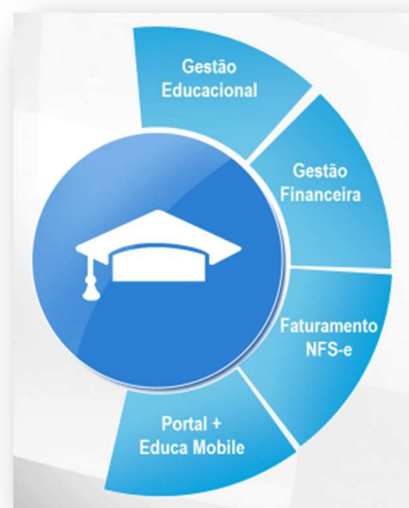 Gestão
Educacional
Gestão
Financeira
Faturamento
NFS-e
Portal +
Educa Mobile